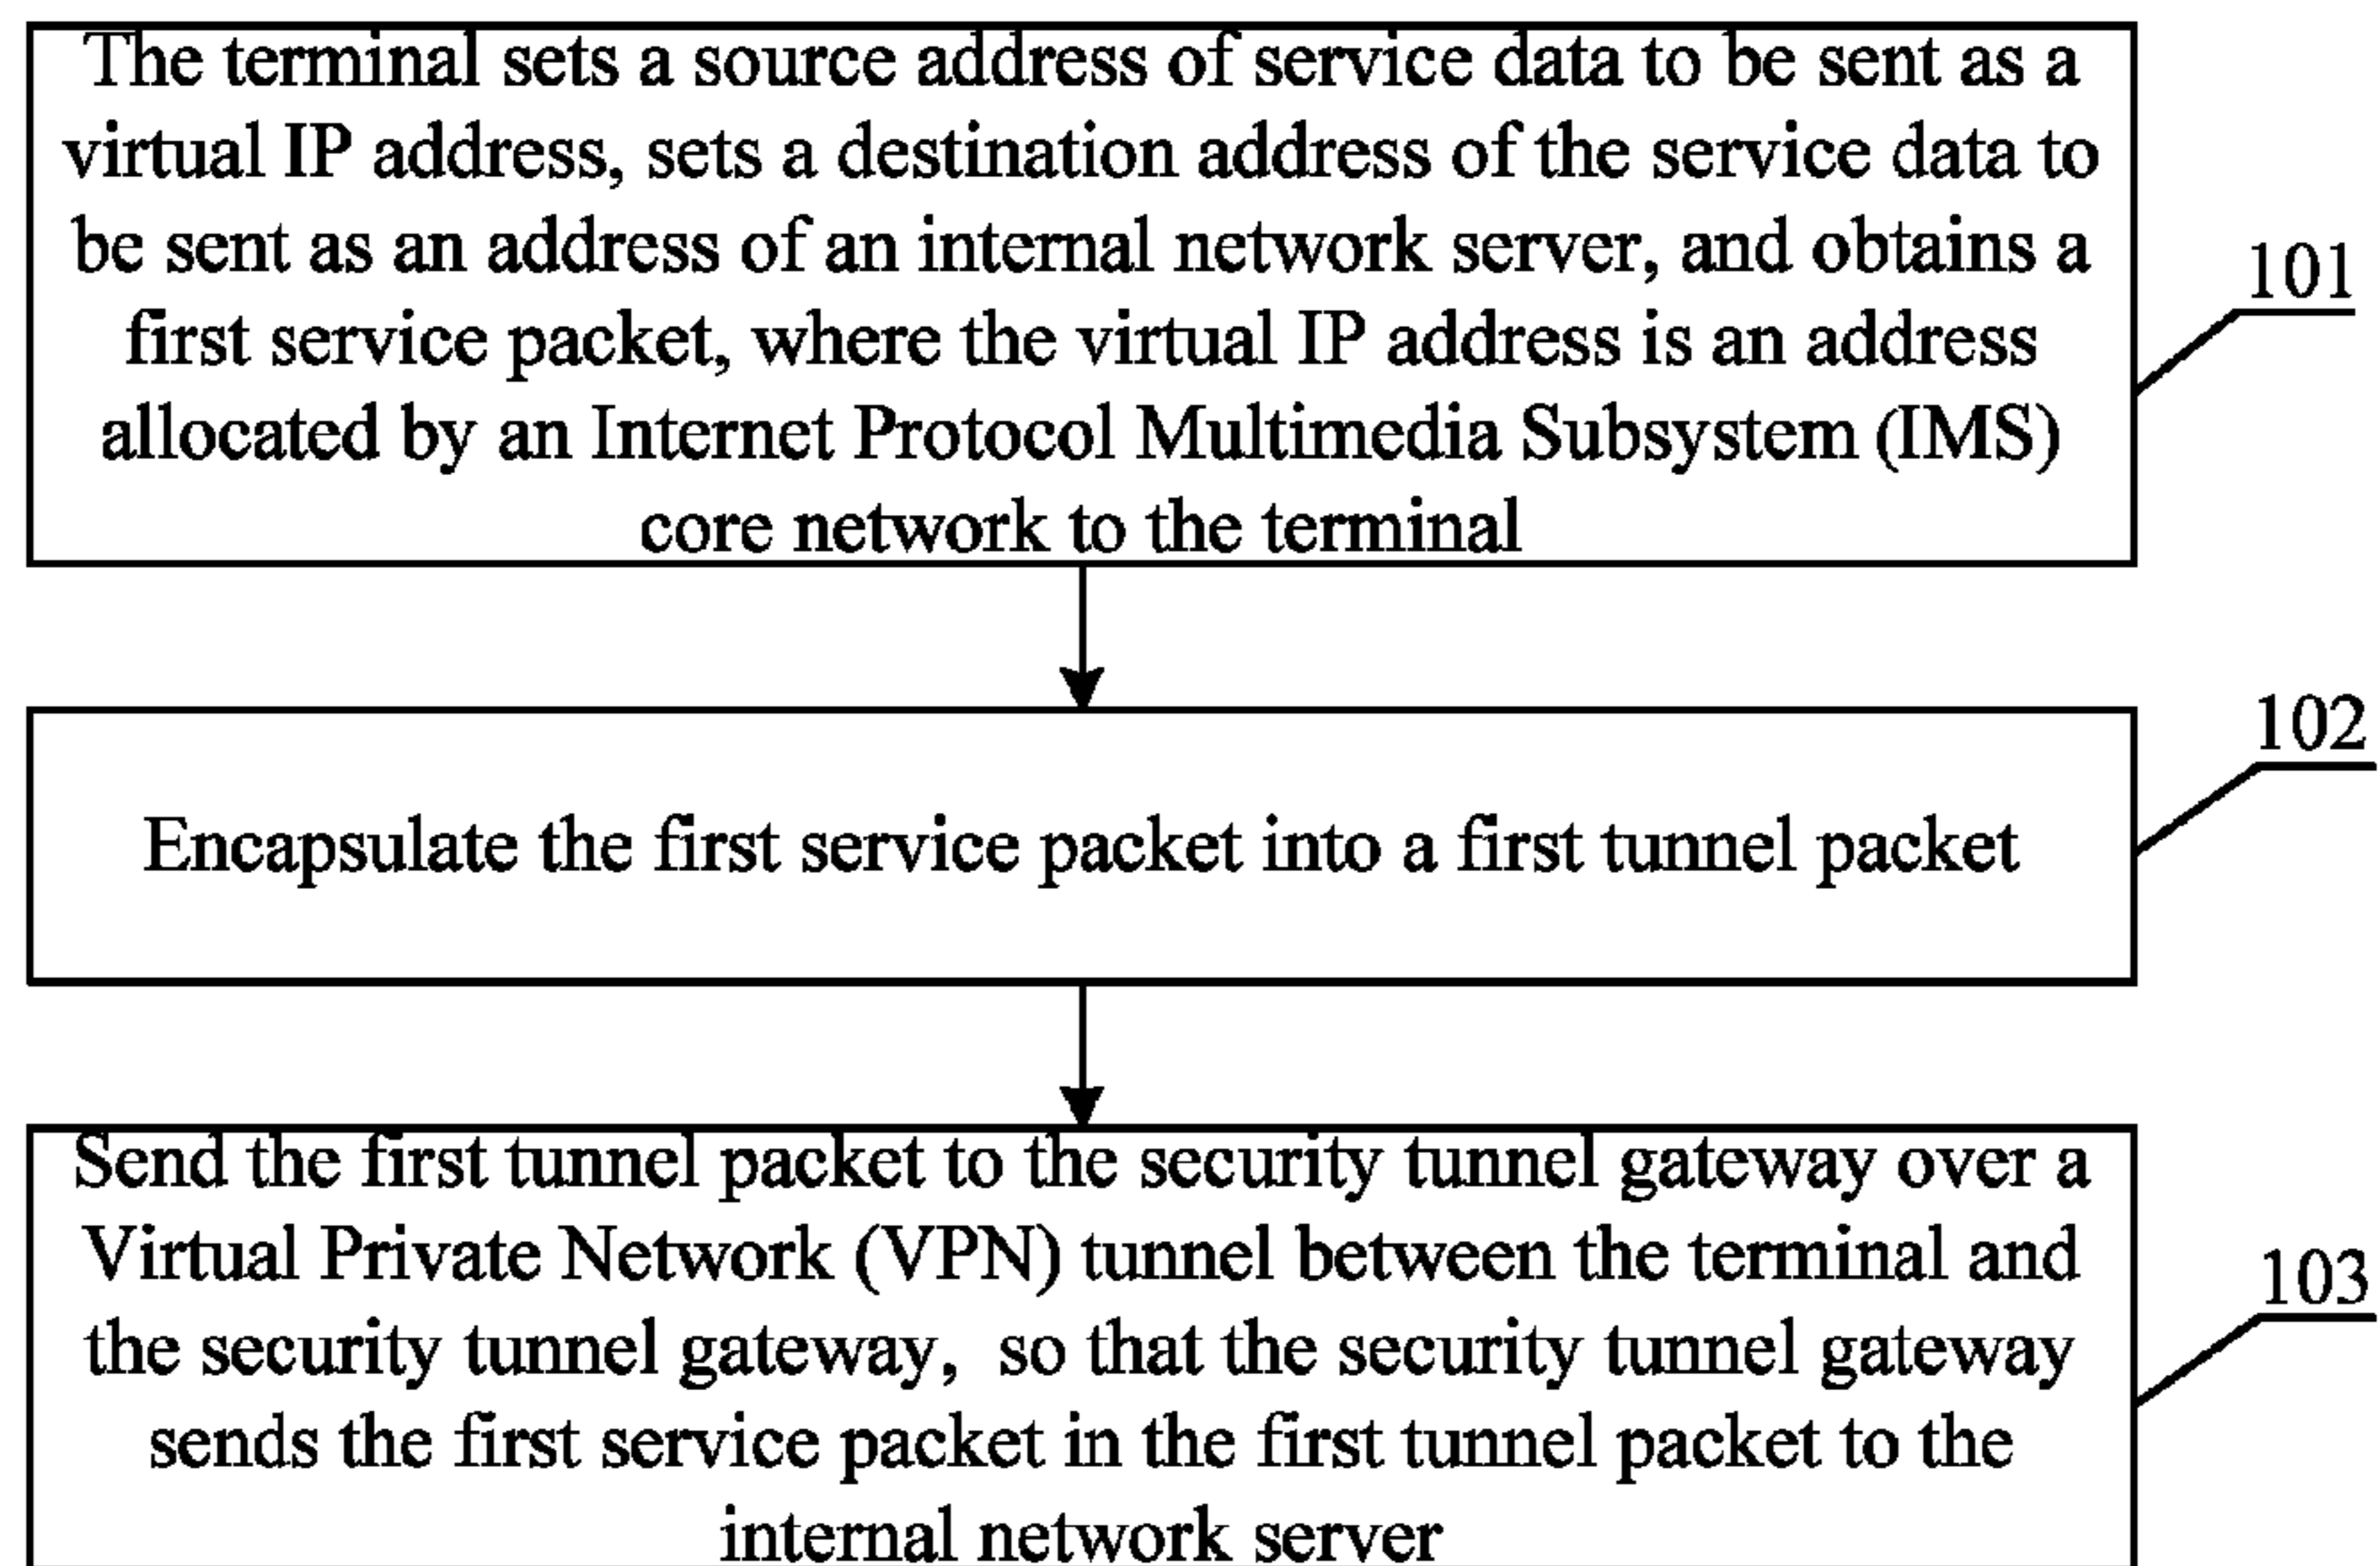 The terminal sets a source address of service data to be sent as a
virtual IP address, sets a destination address of the service data to
be sent as an address of an internal network server, and obtains a
first service packet, where the virtual IP address is an address
allocated by an Internet Protocol Multimedia Subsystem (IMS)
core network to the terminal
101
Encapsulate the first service packet into a first tunnel packet
102
Send the first tunnel packet to the security tunnel gateway over a
Virtual Private Network (VPN) tunnel between the terminal and
the security tunnel gateway, so that the security tunnel gateway
sends the first service packet in the first tunnel packet to the
internal network server
103